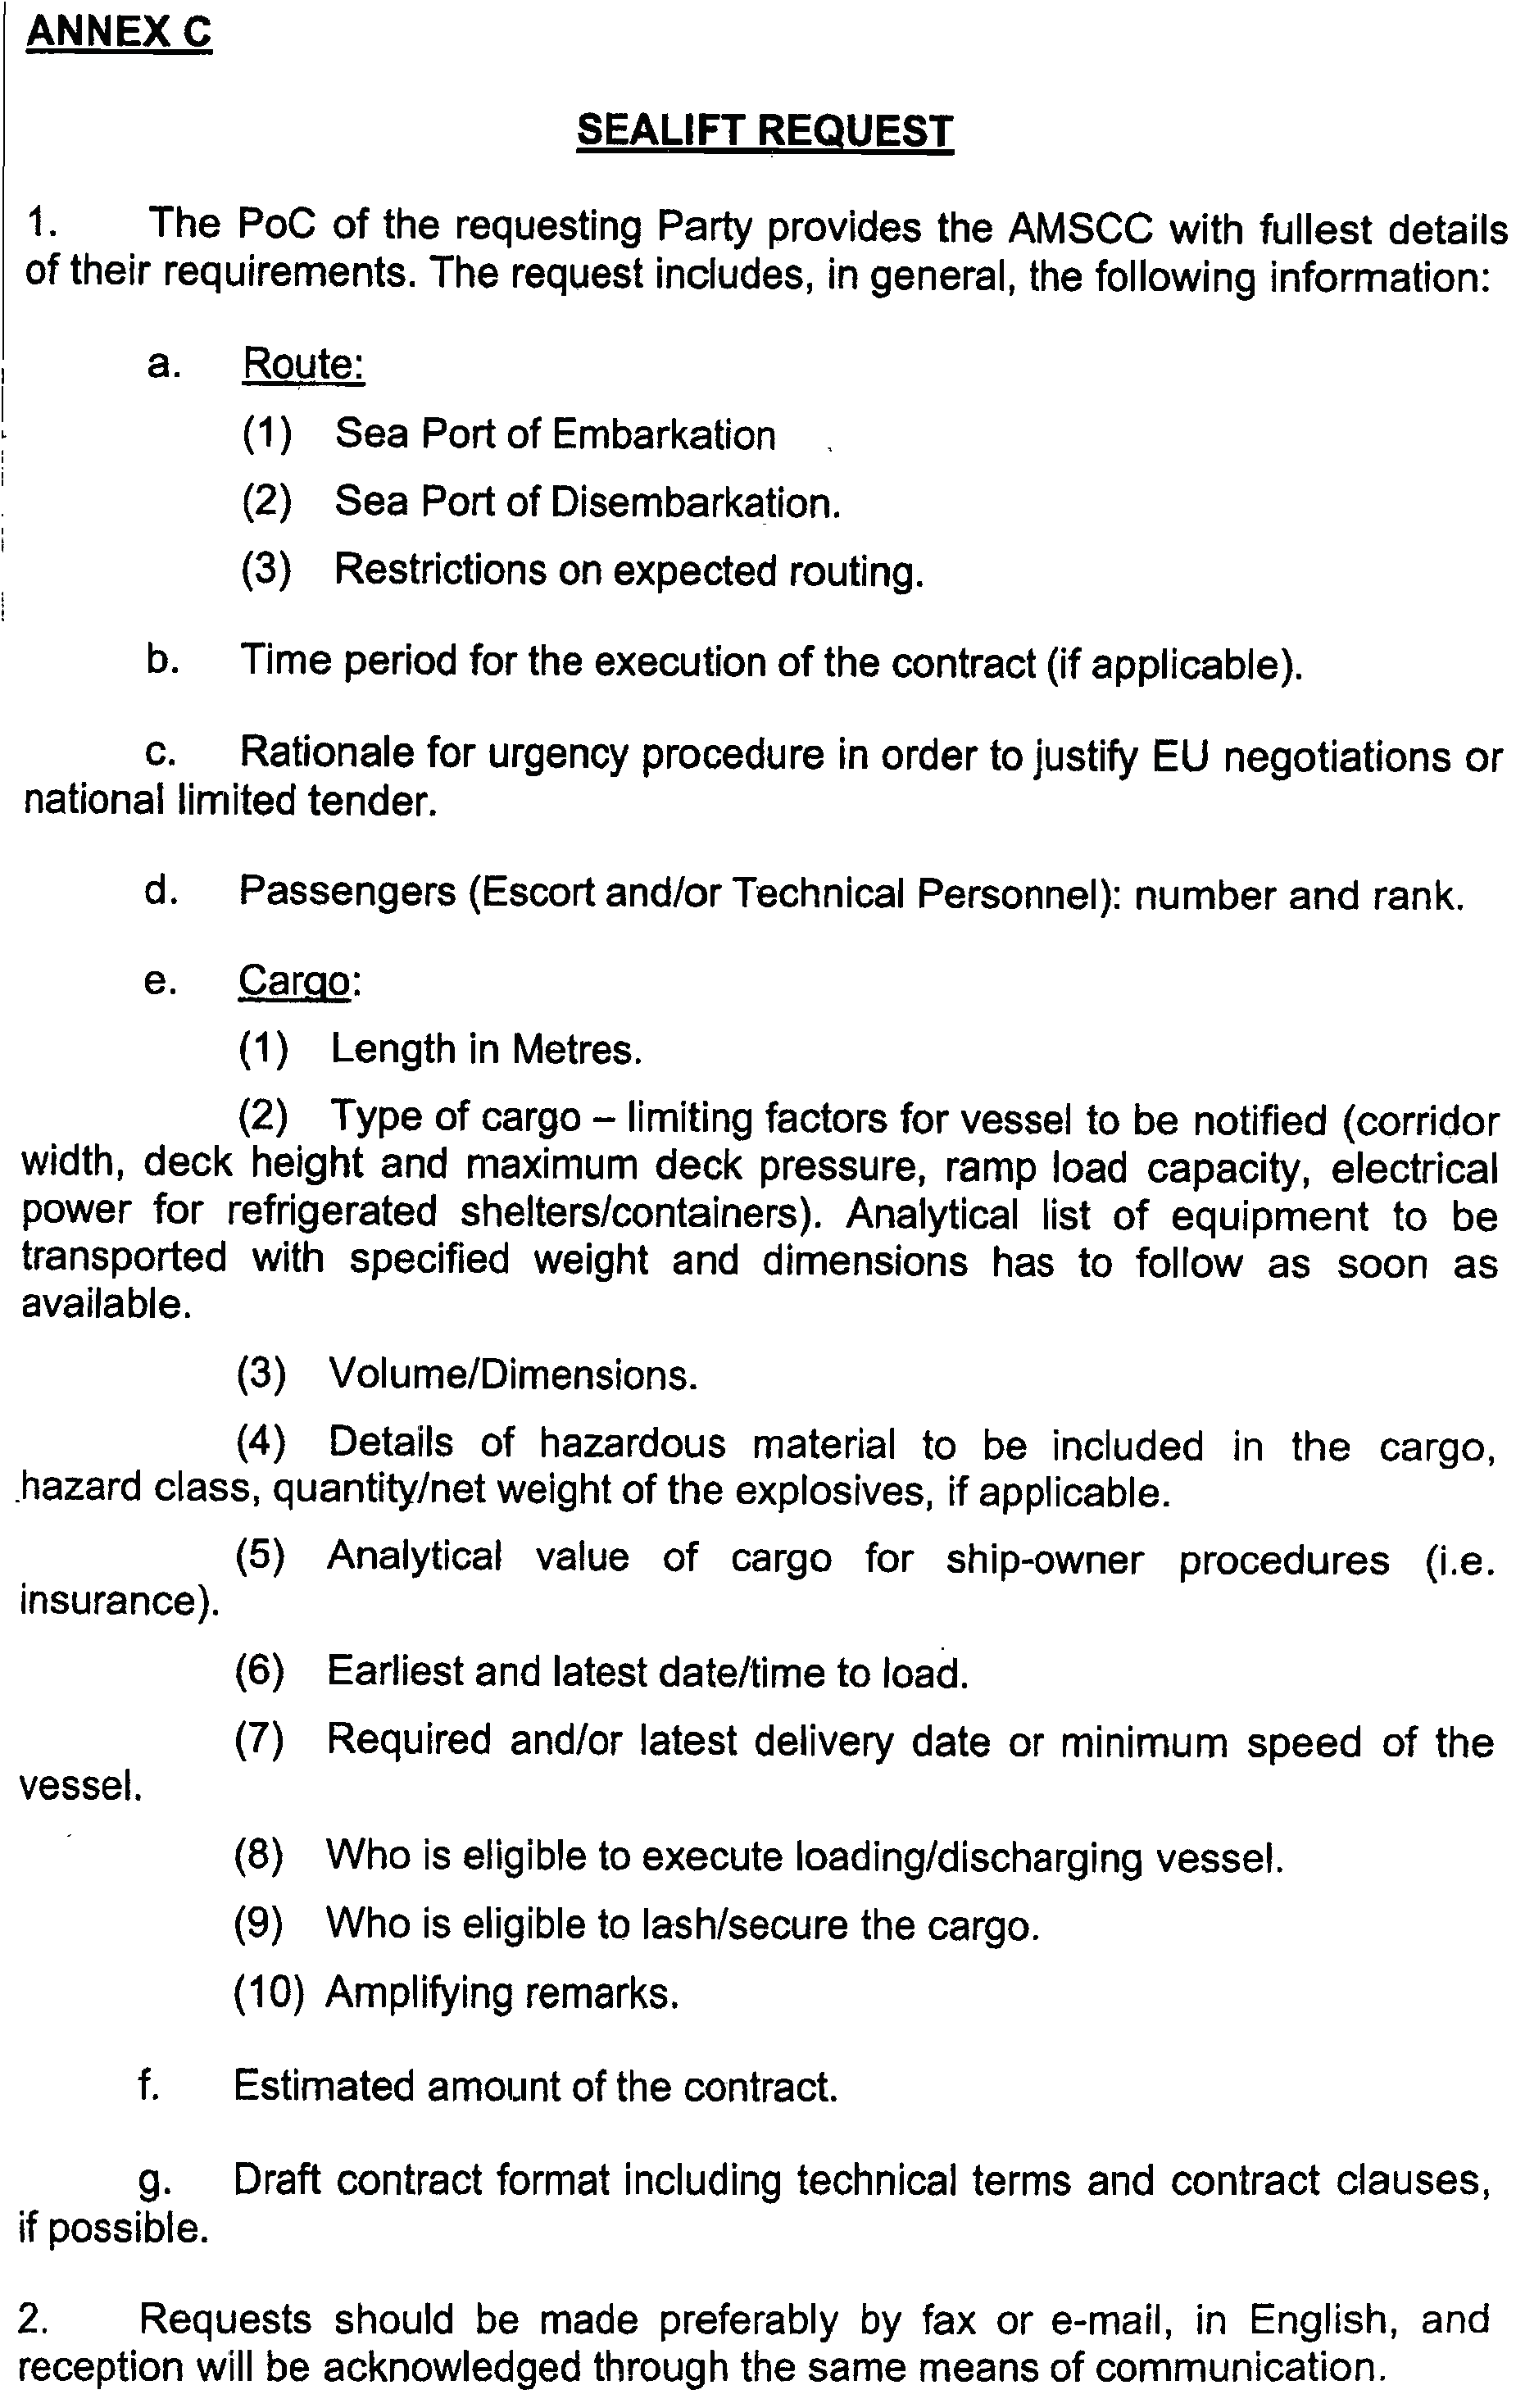 ANNEX C
SEALIFT REQUEST
1. The PoC of the requesting Party provides the AMSCC with fullest details
of their requirements. The request includes, in general, the following information:
a. Route:
(1) Sea Port of Embarkation
(2) Sea Port of Disembarkation.
(3) Restrictions on expected routing.
b. Time period for the execution of the contract (if applicable).
c. Rationale for urgency procedure in order to justify EU negotiations or
national limited tender.
d. Passengers (Escort and/or Technical Personnel): number and rank.
e. Cargo:
(1) Length in Metres.
(2) Type of cargo – limiting factors for vessel to be notified (corridor
width, deck height and maximum deck pressure, ramp load capacity, electrical
power for refrigerated shelters/containers). Analytical list of equipment to be
transported with specified weight and dimensions has to follow as soon as
available.
(3) Volume/Dimensions.
(4) Details of hazardous material to be included in the cargo,
hazard class, quantity/net weight of the explosives, if applicable.
(5) Analytical value of cargo for ship-owner procedures (i.e.
insurance).
(6) Earliest and latest date/time to load.
(7) Required and/or latest delivery date or minimum speed of the
vessel.
(8) Who is eligible to execute loading/discharging vessel.
(9) Who is eligible to lash/secure the cargo.
(10) Amplifying remarks.
f. Estimated amount of the contract.
g. Draft contract format including technical terms and contract clauses,
if possible.
2. Requests should be made preferably by fax or e-mail, in English, and
reception will be acknowledged through the same means of communication.